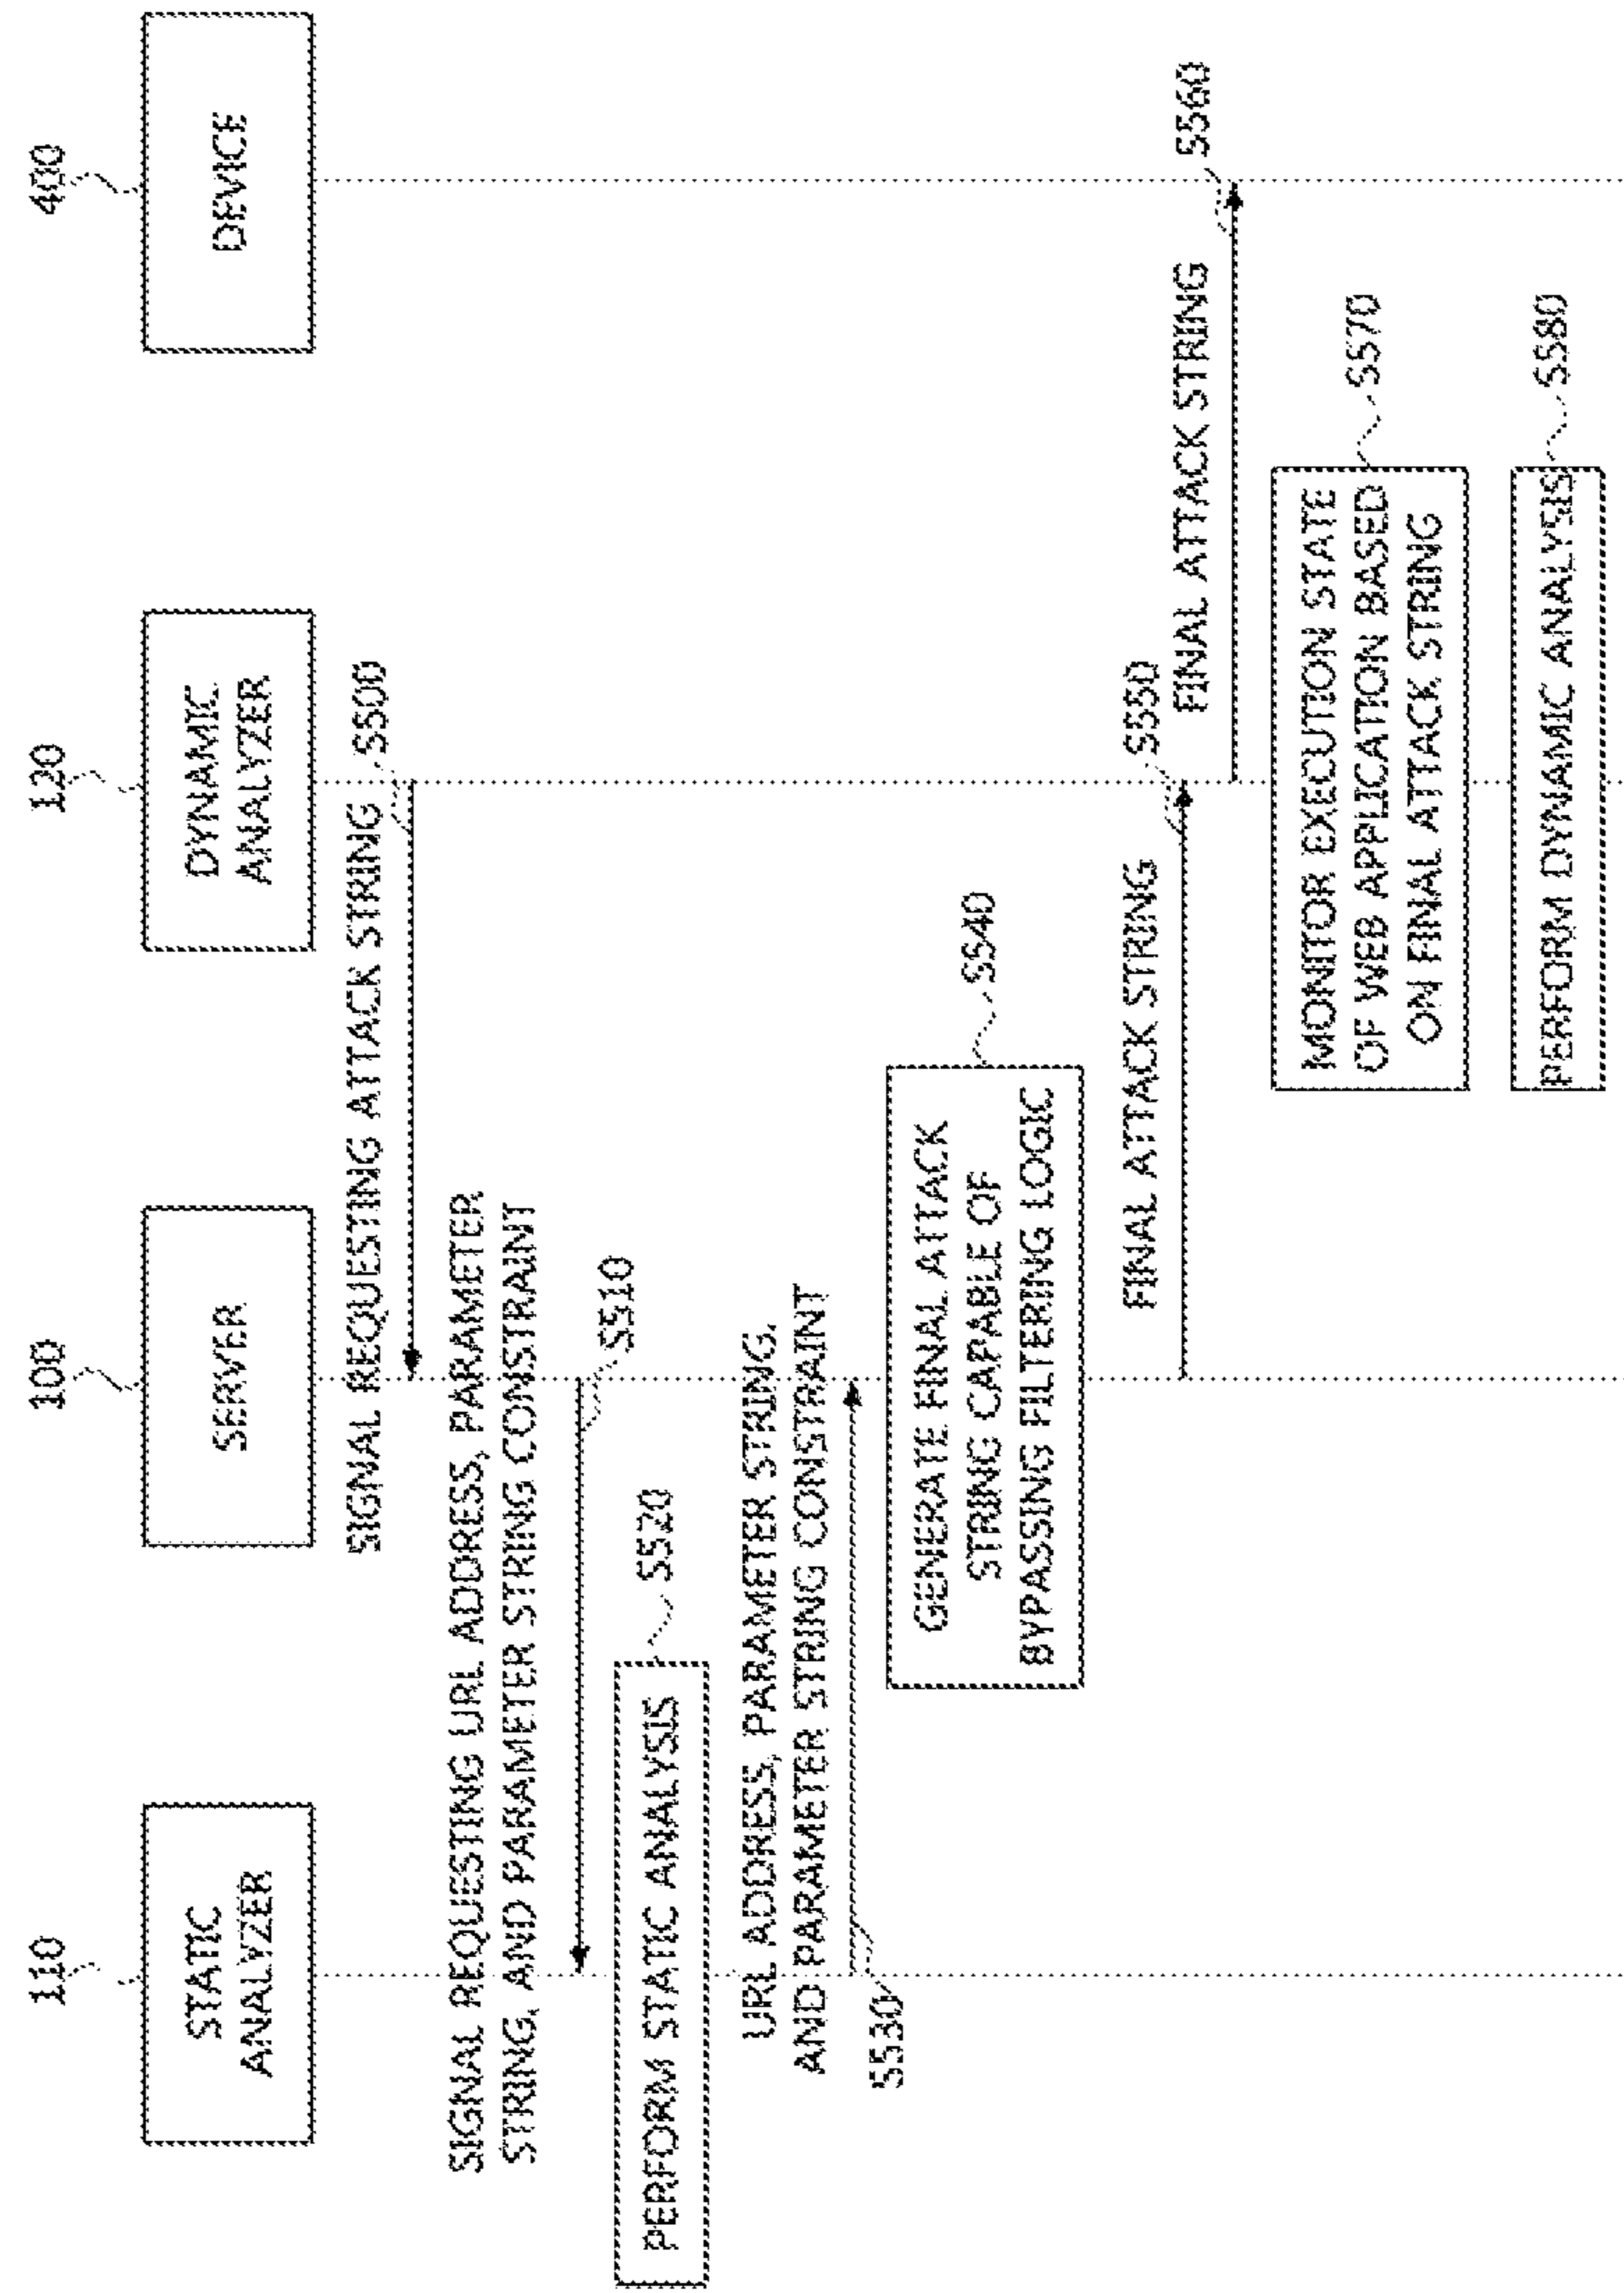 110
100
120
400
STATIC
ANALYZER
SERVER
DYNAMIC
ANALYZER
DEVICE
SIGNAL REQUESTING ATTACK STRING
S500
SIGNAL REQUESTING URL ADDRESS, PARAMETER
STRING, AND PARAMETER STRING CONSTRAINT
S510
PERFORM STATIC ANALYSIS
S520
URL ADDRESS, PARAMETER STRING,
AND PARAMETER STRING CONSTRAINT
S530
GENERATE FINAL ATTACK
STRING CAPABLE OF
BYPASSING FILTERING LOGIC
S540
FINAL ATTACK STRING
S550
FINAL ATTACK STRING
S560
MONITOR EXECUTION STATE
OF WEB APPLICATION BASED
ON FINAL ATTACK STRING
S570
PERFORM DYNAMIC ANALYSIS
S580